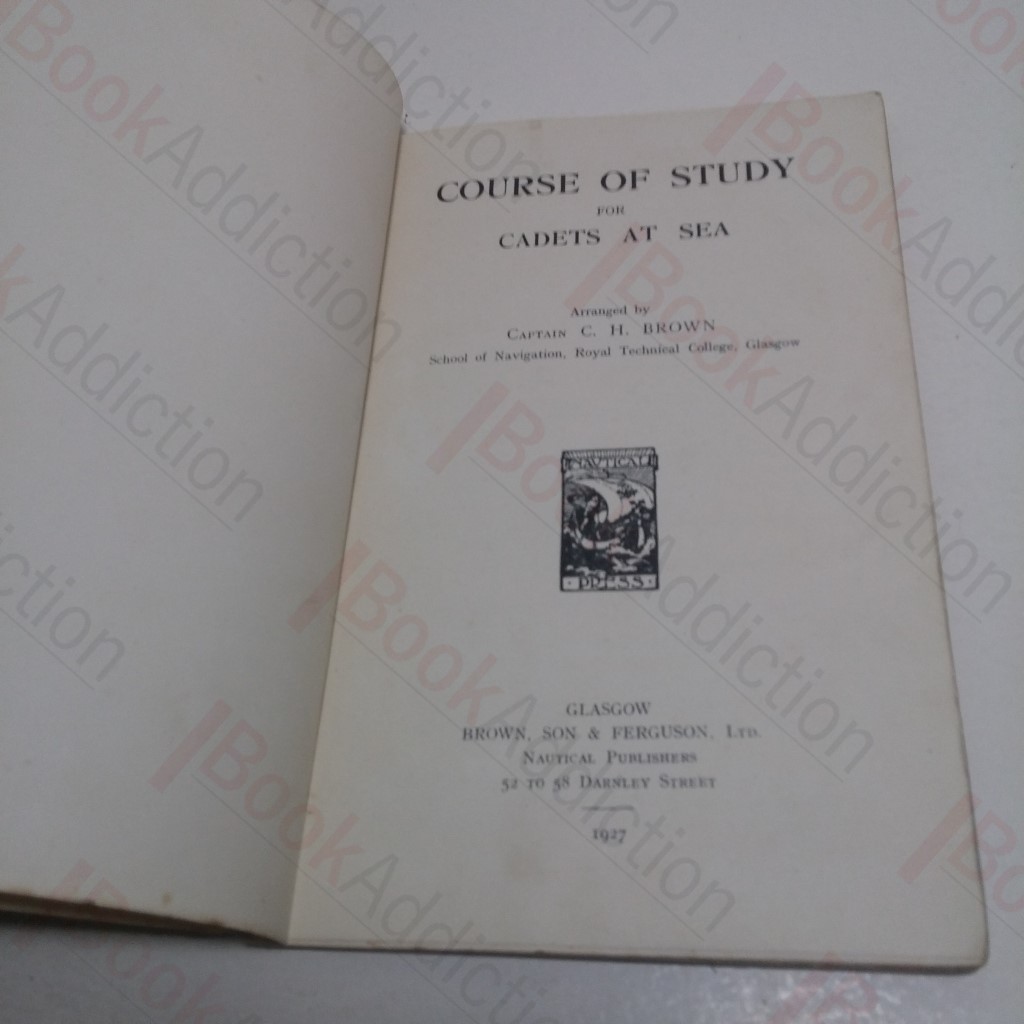 COURSE OF STUDY
FOR
CADETS AT SEA
Arranged by
CAPTAIN C. H. BROWN
School of Navigation, Royal Technical College, Glasgow
NAUTICAL
PRESS
GLASGOW
BROWN, SON & FERGUSON, LTD.
NAUTICAL PUBLISHERS
52 TO 58 DARNLEY STREET
1927
BookAddiction